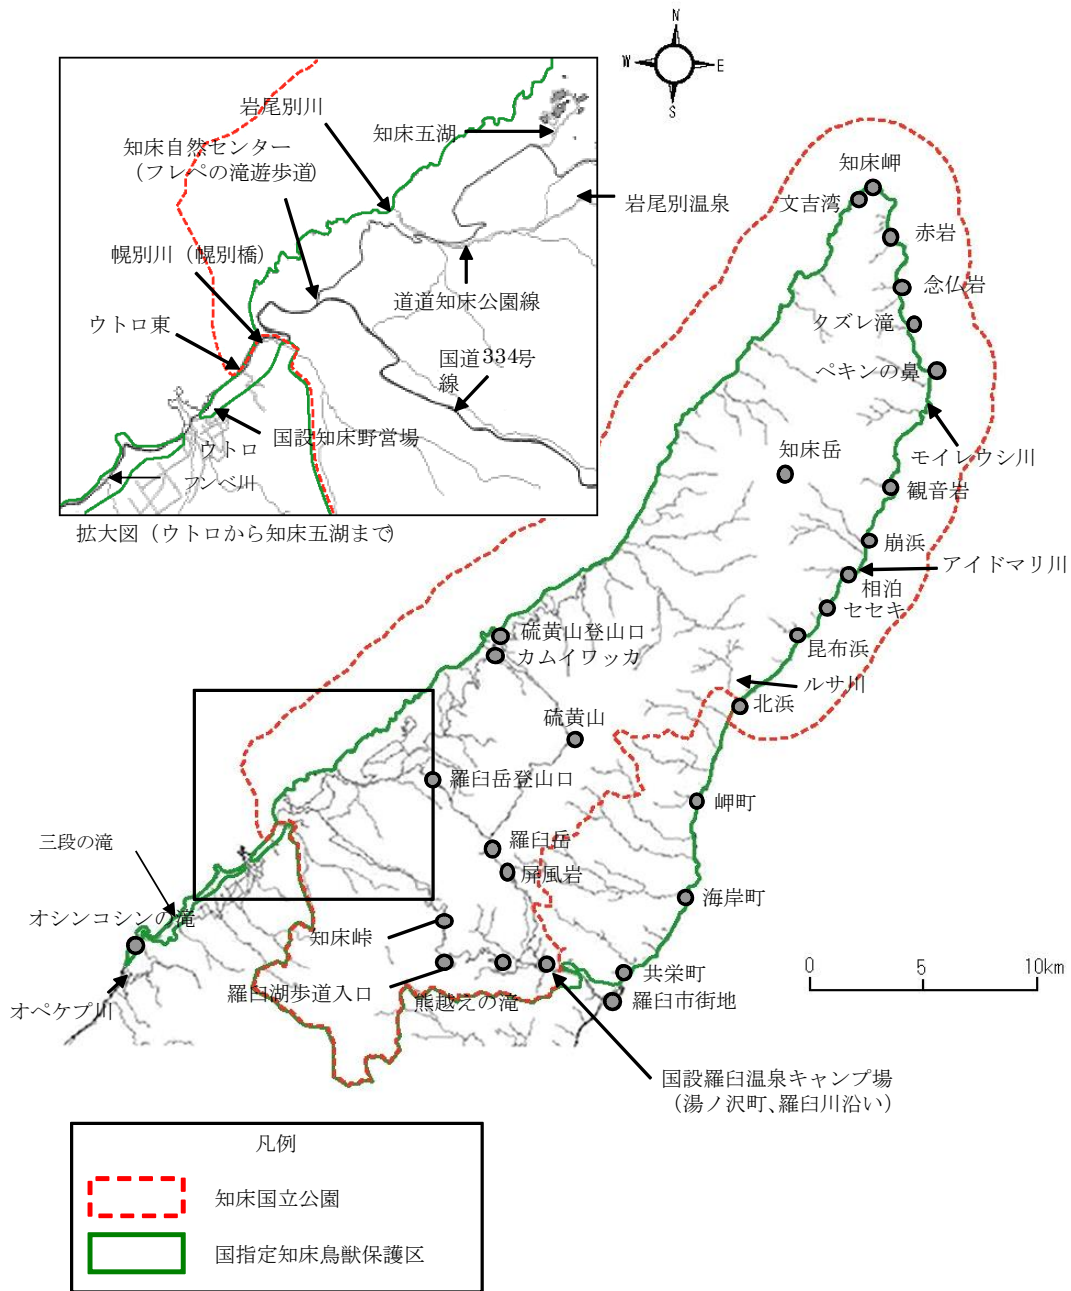 N
W
E
S
岩尾別川
知床五湖
知床自然センター
（フレペの滝遊歩道）
岩尾別温泉
幌別川（幌別橋）
道道知床公園線
ウトロ東
国道334号
線
国設知床野営場
ウトロ
フンベ川
拡大図（ウトロから知床五湖まで）
知床岬
文吉湾
赤岩
念仏岩
クズレ滝
ペキンの鼻
モイレウシ川
知床岳
観音岩
崩浜
アイドマリ川
相泊
セセキ
昆布浜
ルサ川
北浜
硫黄山登山口
カムイワッカ
硫黄山
羅臼岳登山口
岬町
羅臼岳
屏風岩
三段の滝
海岸町
オシンコシンの滝
知床峠
羅臼湖歩道入口
熊越えの滝
共栄町
羅臼市街地
オペケプ川
0
5
10km
国設羅臼温泉キャンプ場
（湯ノ沢町、羅臼川沿い）
凡例
知床国立公園
国指定知床鳥獣保護区